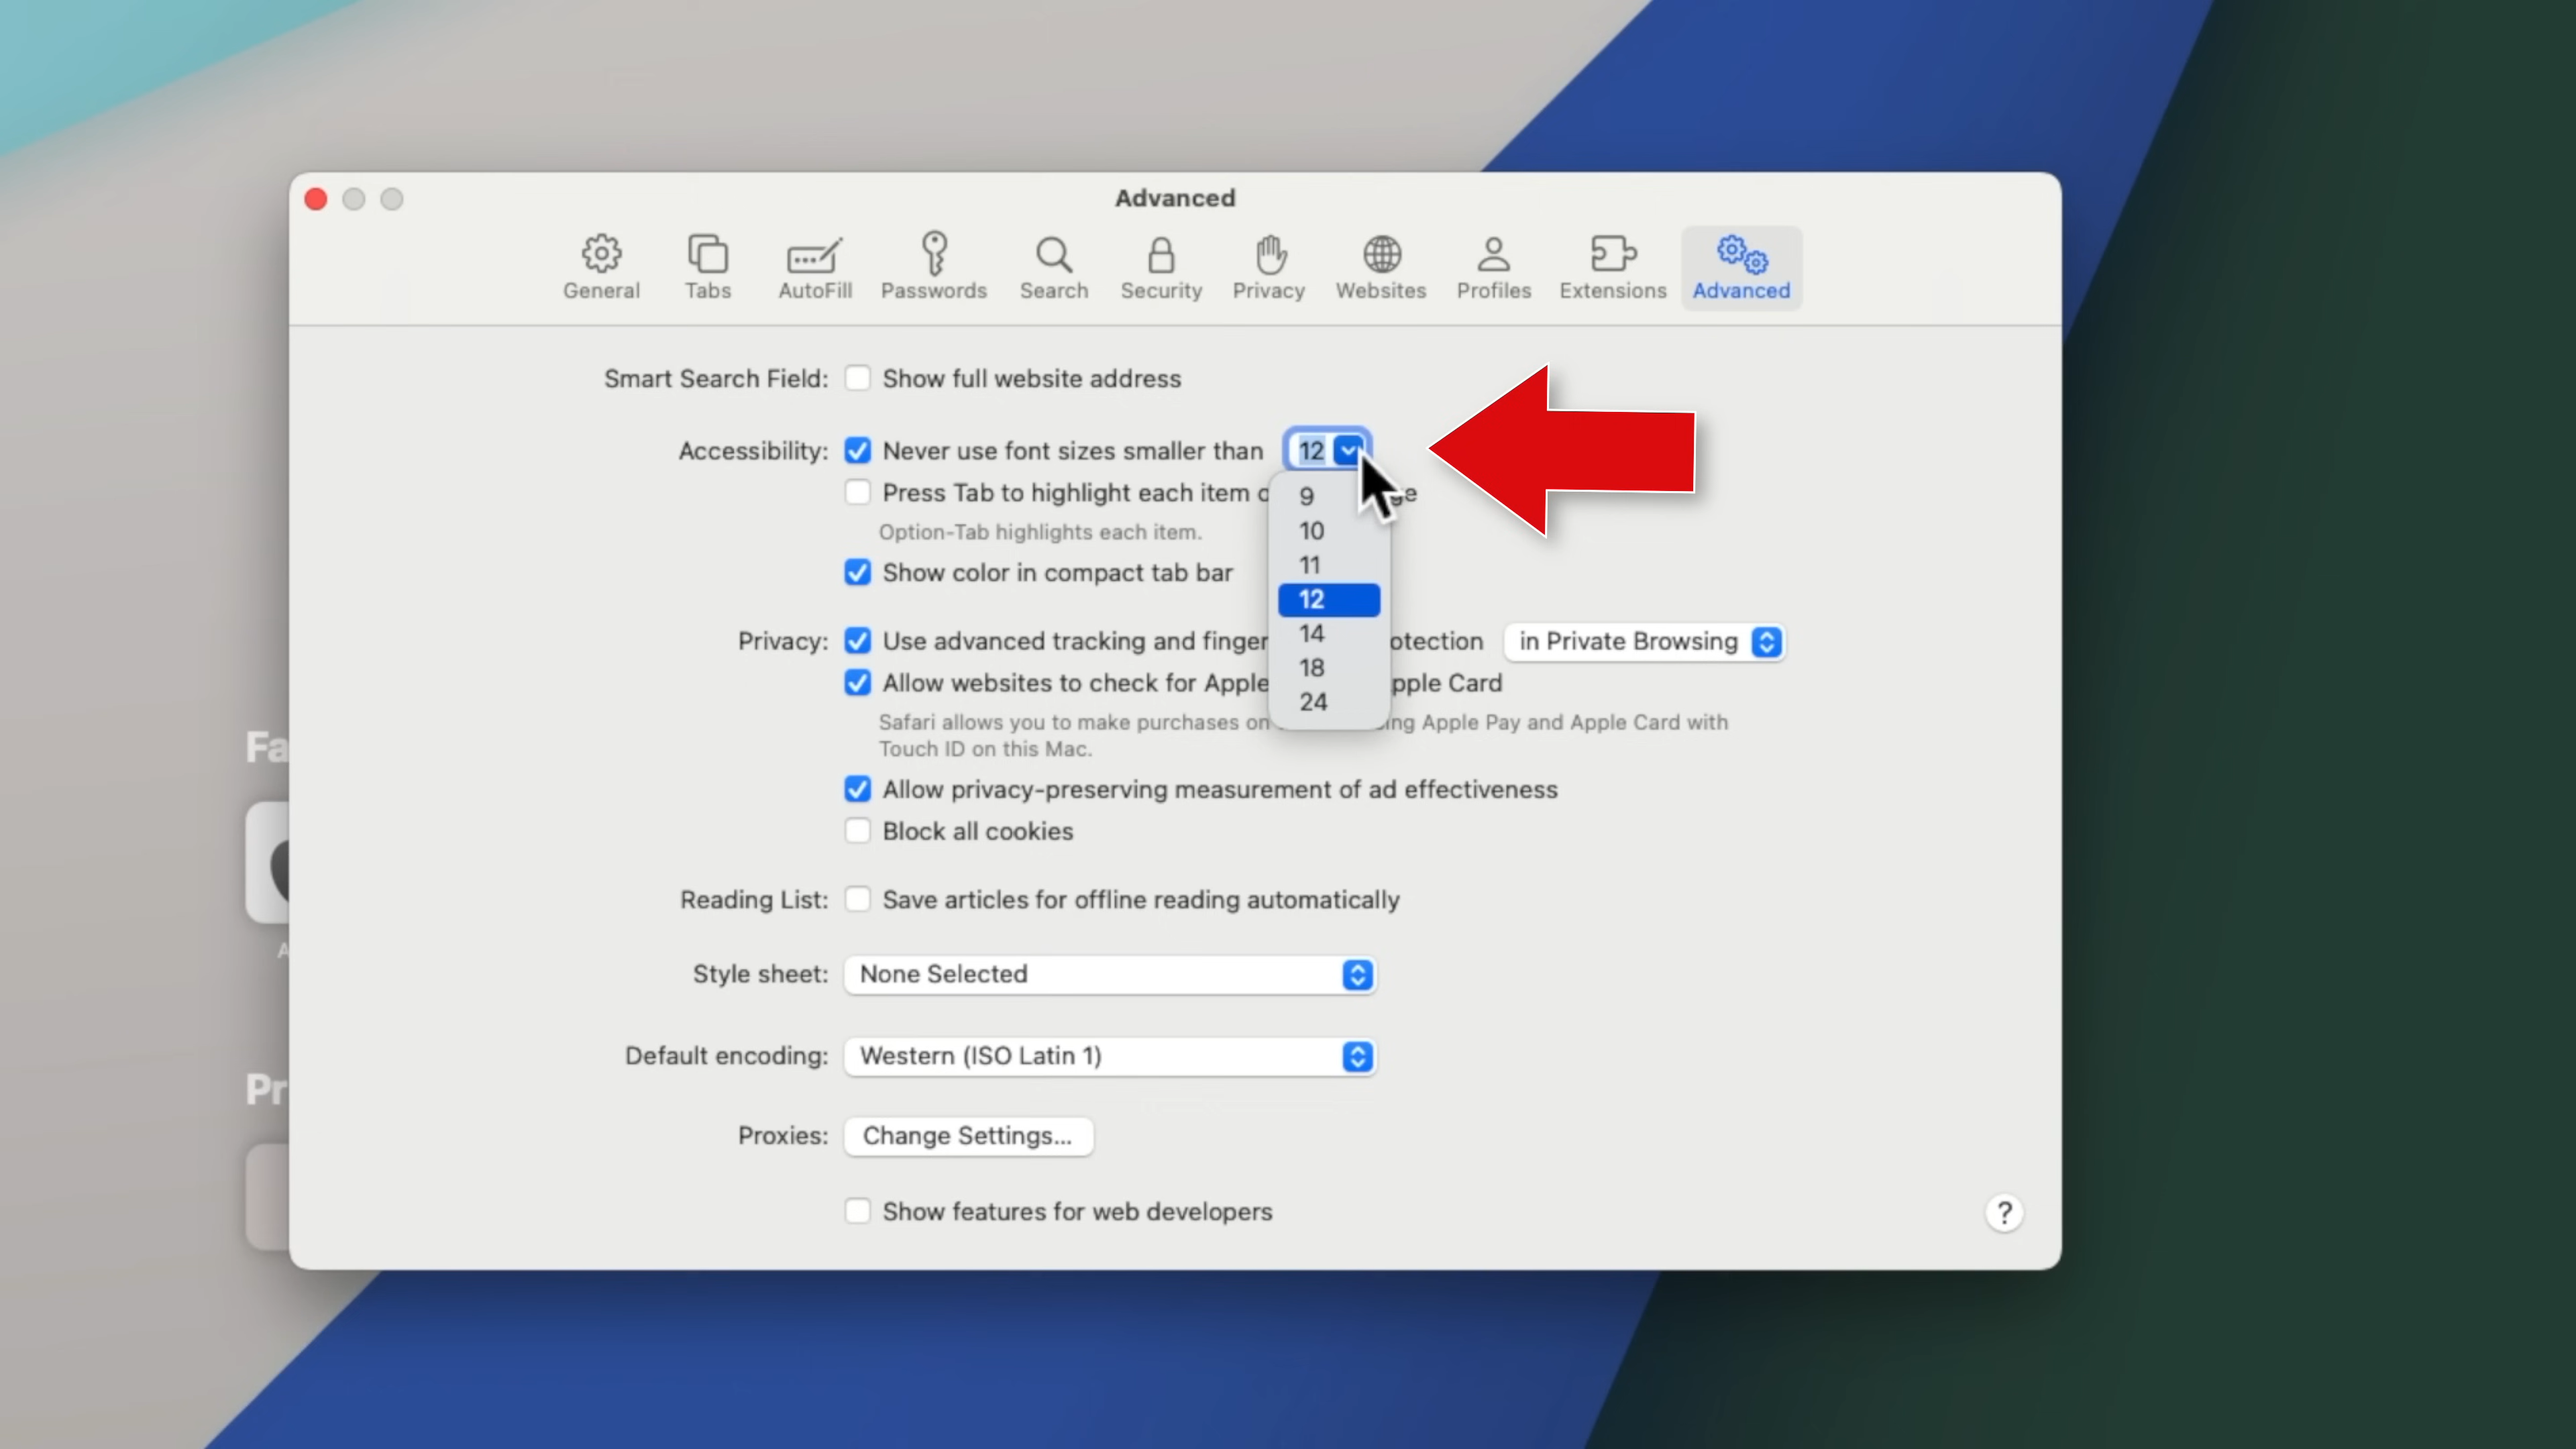 Advanced
General Tabs AutoFill Passwords Search Security Privacy Websites Profiles Extensions Advanced
Smart Search Field: Show full website address
Accessibility: Never use font sizes smaller than 12
9
Press Tab to highlight each item
10
Option-Tab highlights each item.
11
Show color in compact tab bar
12
14
Privacy: Use advanced tracking and finger otection in Private Browsing
18
Allow websites to check for Apple pple Card
24
Safari allows you to make purchases on ing Apple Pay and Apple Card with
Touch ID on this Mac.
Allow privacy-preserving measurement of ad effectiveness
Block all cookies
Reading List: Save articles for offline reading automatically
Style sheet: None Selected
Default encoding: Western (ISO Latin 1)
Proxies: Change Settings...
Show features for web developers
?
Fa
A
Pr